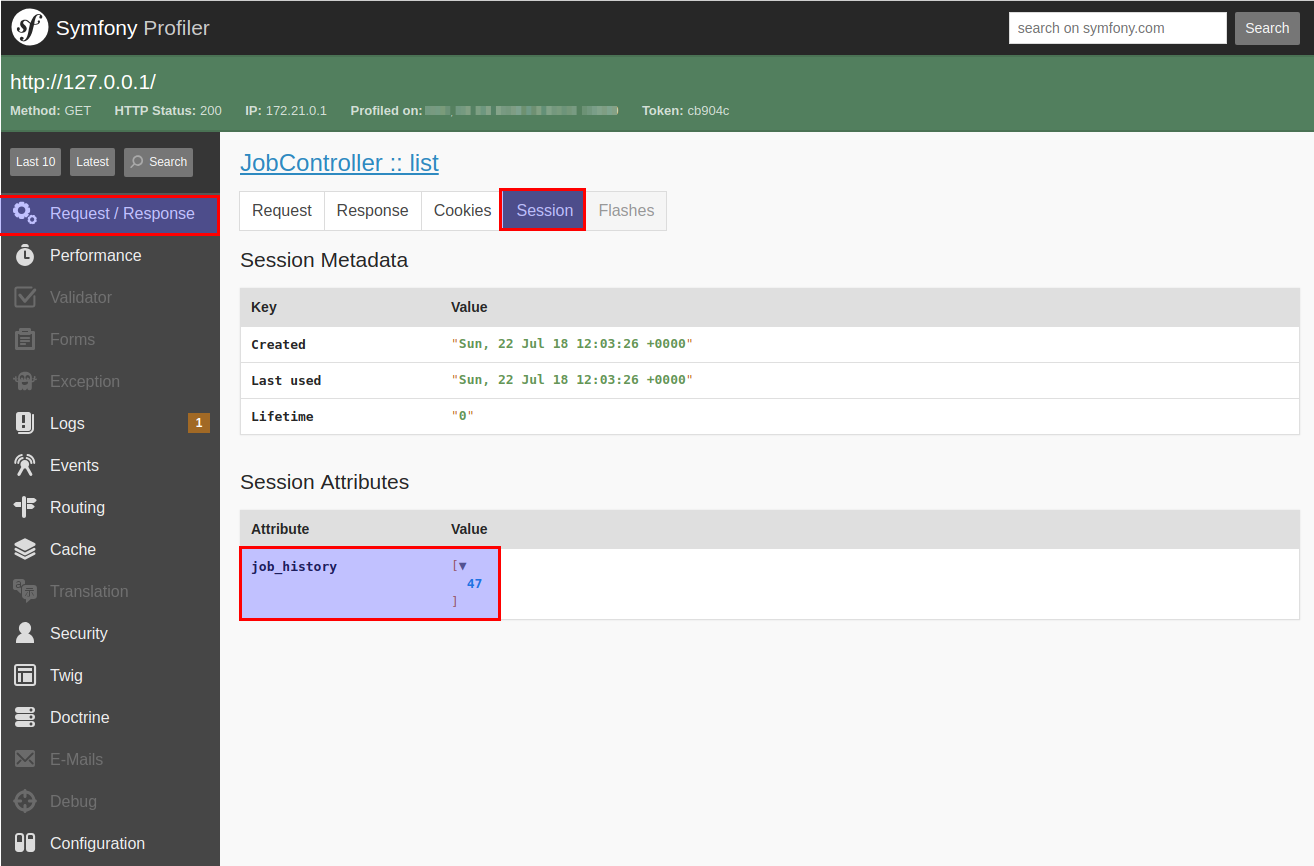 sf Symfony Profiler
search on symfony.com Search
http://127.0.0.1/
Method: GET HTTP Status: 200 IP: 172.21.0.1 Profiled on: Token: cb904c
Last 10 Latest Search
Request / Response
Performance
Validator
Forms
Exception
Logs 1
Events
Routing
Cache
Translation
Security
Twig
Doctrine
E-Mails
Debug
Configuration
JobController :: list
Request Response Cookies Session Flashes
Session Metadata
Key Value
Created "Sun, 22 Jul 18 12:03:26 +0000"
Last used "Sun, 22 Jul 18 12:03:26 +0000"
Lifetime "0"
Session Attributes
Attribute Value
job_history [▼
47
]